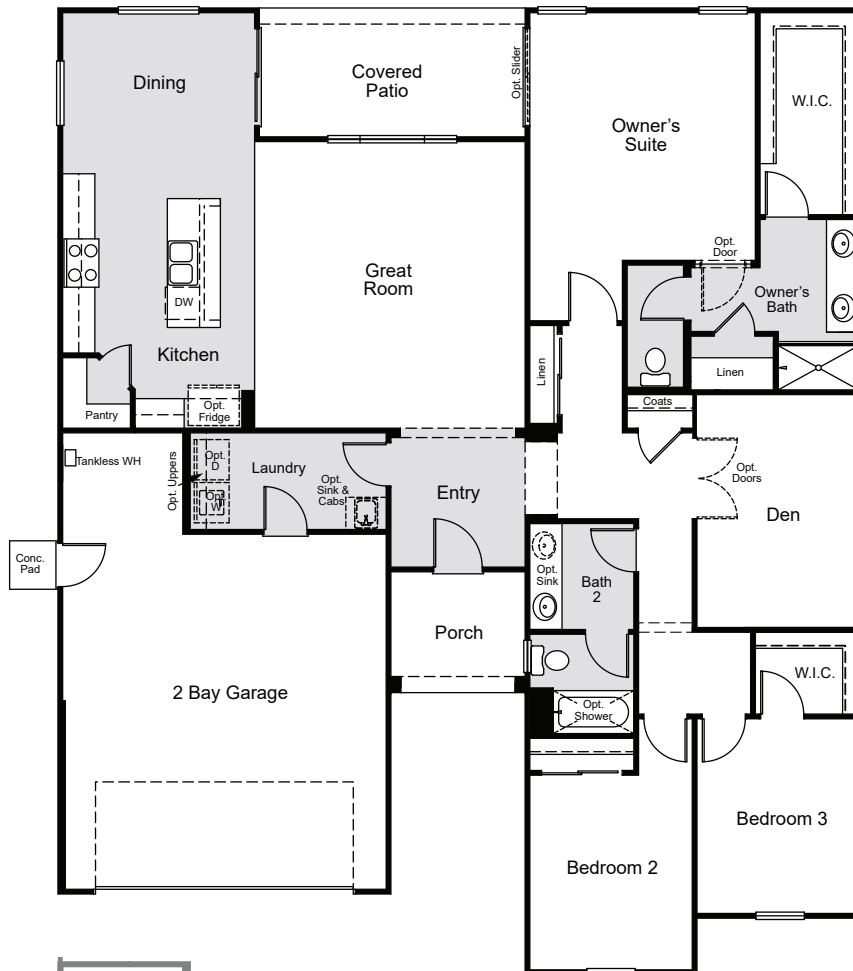 Dining
Covered
Patio
Opt. Slider
Owner's
Suite
W.I.C.
Opt.
Door
Owner's
Bath
Great
Room
DW
Kitchen
Linen
Linen
Pantry
Opt.
Fridge
Coats
Tankless WH
Opt. Uppers
Opt.
D
Opt.
W
Laundry
Opt.
Sink &
Cabs
Entry
Opt.
Doors
Den
Conc.
Pad
Opt.
Sink
Bath
2
Porch
2 Bay Garage
Opt.
Shower
W.I.C.
Bedroom 3
Bedroom 2